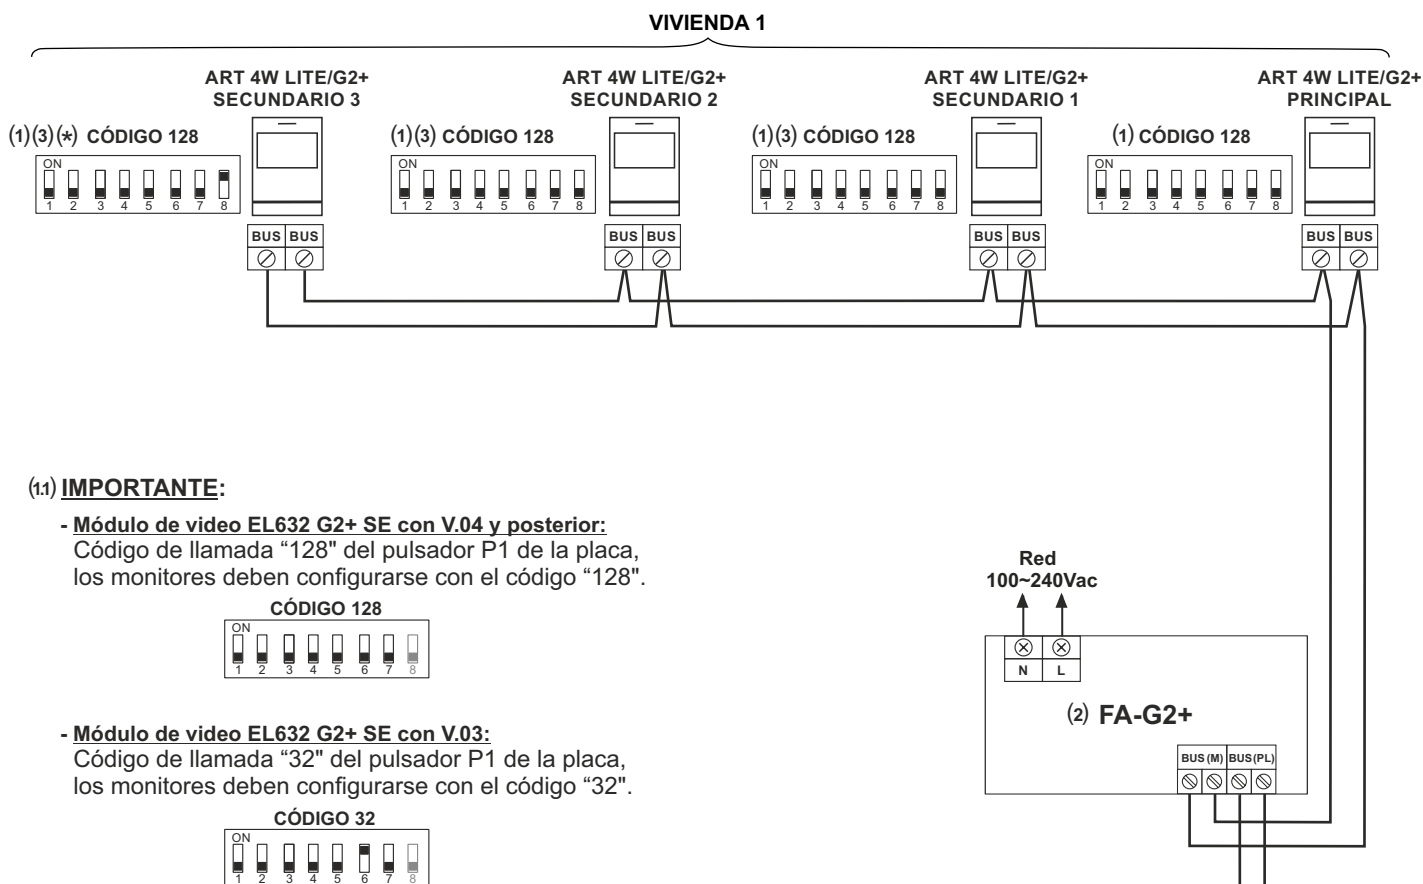 VIVIENDA 1
ART 4W LITE/G2+
SECUNDARIO 3
ART 4W LITE/G2+
SECUNDARIO 2
ART 4W LITE/G2+
SECUNDARIO 1
ART 4W LITE/G2+
PRINCIPAL
(1)(3)(*) CÓDIGO 128
(1)(3) CÓDIGO 128
(1)(3) CÓDIGO 128
(1) CÓDIGO 128
ON
1 2 3 4 5 6 7 8
ON
1 2 3 4 5 6 7 8
ON
1 2 3 4 5 6 7 8
ON
1 2 3 4 5 6 7 8
BUS BUS
BUS BUS
BUS BUS
BUS BUS
(1.1) IMPORTANTE:
- Módulo de video EL632 G2+ SE con V.04 y posterior:
Código de llamada “128" del pulsador P1 de la placa,
los monitores deben configurarse con el código “128".
CÓDIGO 128
ON
1 2 3 4 5 6 7 8
- Módulo de video EL632 G2+ SE con V.03:
Código de llamada “32" del pulsador P1 de la placa,
los monitores deben configurarse con el código “32".
CÓDIGO 32
ON
1 2 3 4 5 6 7 8
Red
100~240Vac
N L
(2) FA-G2+
BUS (M) BUS (PL)